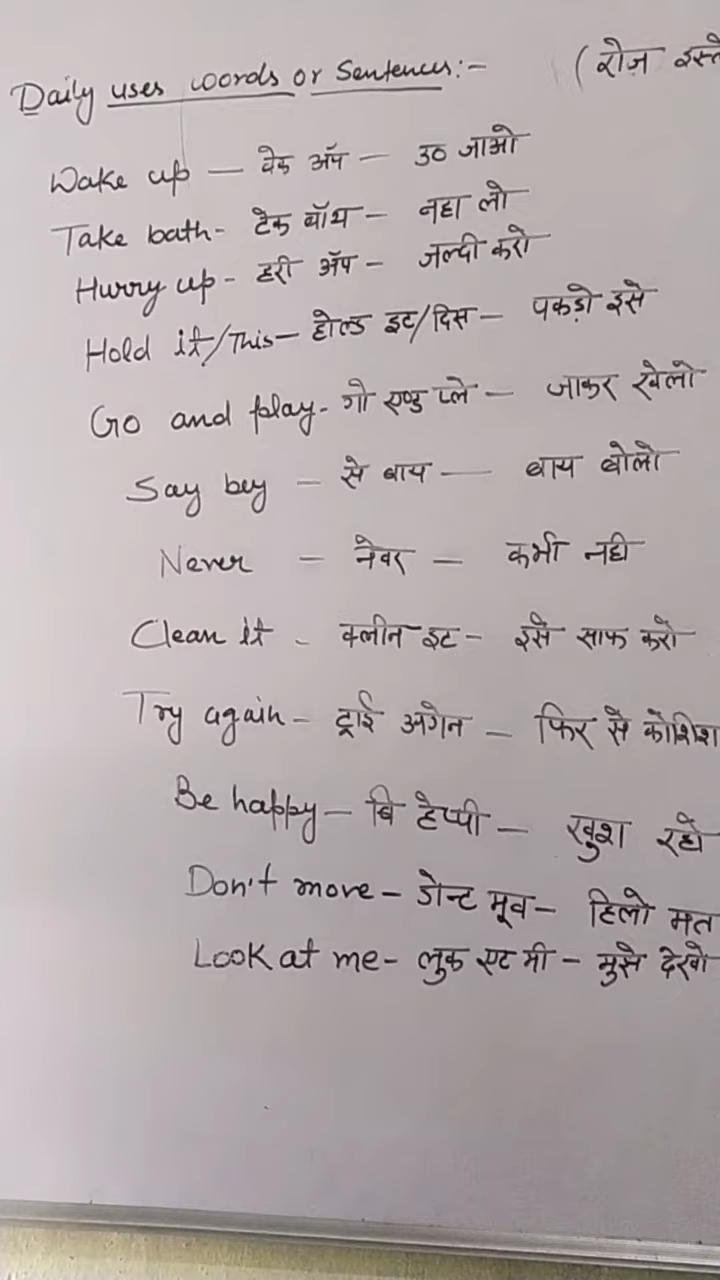 Daily uses words or Sentences:- (रोज़
Wake up — वेक अॅप — उठ जाओ
Take bath - टेक बॉथ - नहा लो
Hurry up - हरी अॅप - जल्दी करो
Hold it/This - होल्ड इट/दिस - पकड़ो इसे
Go and play - गो एण्ड प्ले - जाकर खेलो
Say bey - से बाय — बाय बोलो
Never - नेवर - कभी नही
Clean it - क्लीन इट - इसे साफ करो
Try again - ट्राई अगेन - फिर से कोशिश
Be happy - बि हेप्पी - खुश रहो
Don't move - डोन्ट मूव - हिलो मत
Look at me - लुक एट मी - मुझे देखो